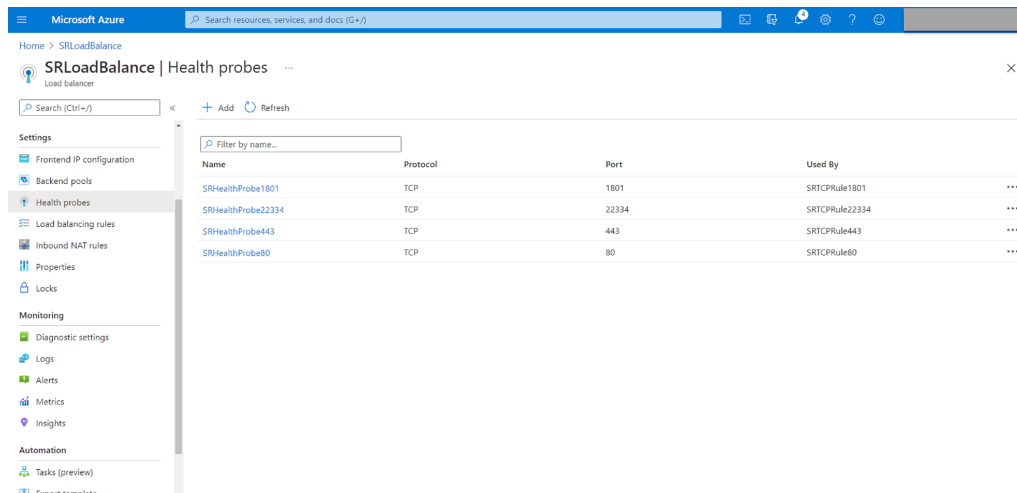 Microsoft Azure
Search resources, services, and docs (G+/)
4
Home > SRLoadBalance
SRLoadBalance | Health probes ...
Load balancer
Search (Ctrl+/)
«
+ Add Refresh
Settings
Filter by name...
Frontend IP configuration
Name Protocol Port Used By
Backend pools
SRHealthProbe1801 TCP 1801 SRTCPRule1801 ...
Health probes
SRHealthProbe22334 TCP 22334 SRTCPRule22334 ...
Load balancing rules
SRHealthProbe443 TCP 443 SRTCPRule443 ...
Inbound NAT rules
SRHealthProbe80 TCP 80 SRTCPRule80 ...
Properties
Locks
Monitoring
Diagnostic settings
Logs
Alerts
Metrics
Insights
Automation
Tasks (preview)
Export template